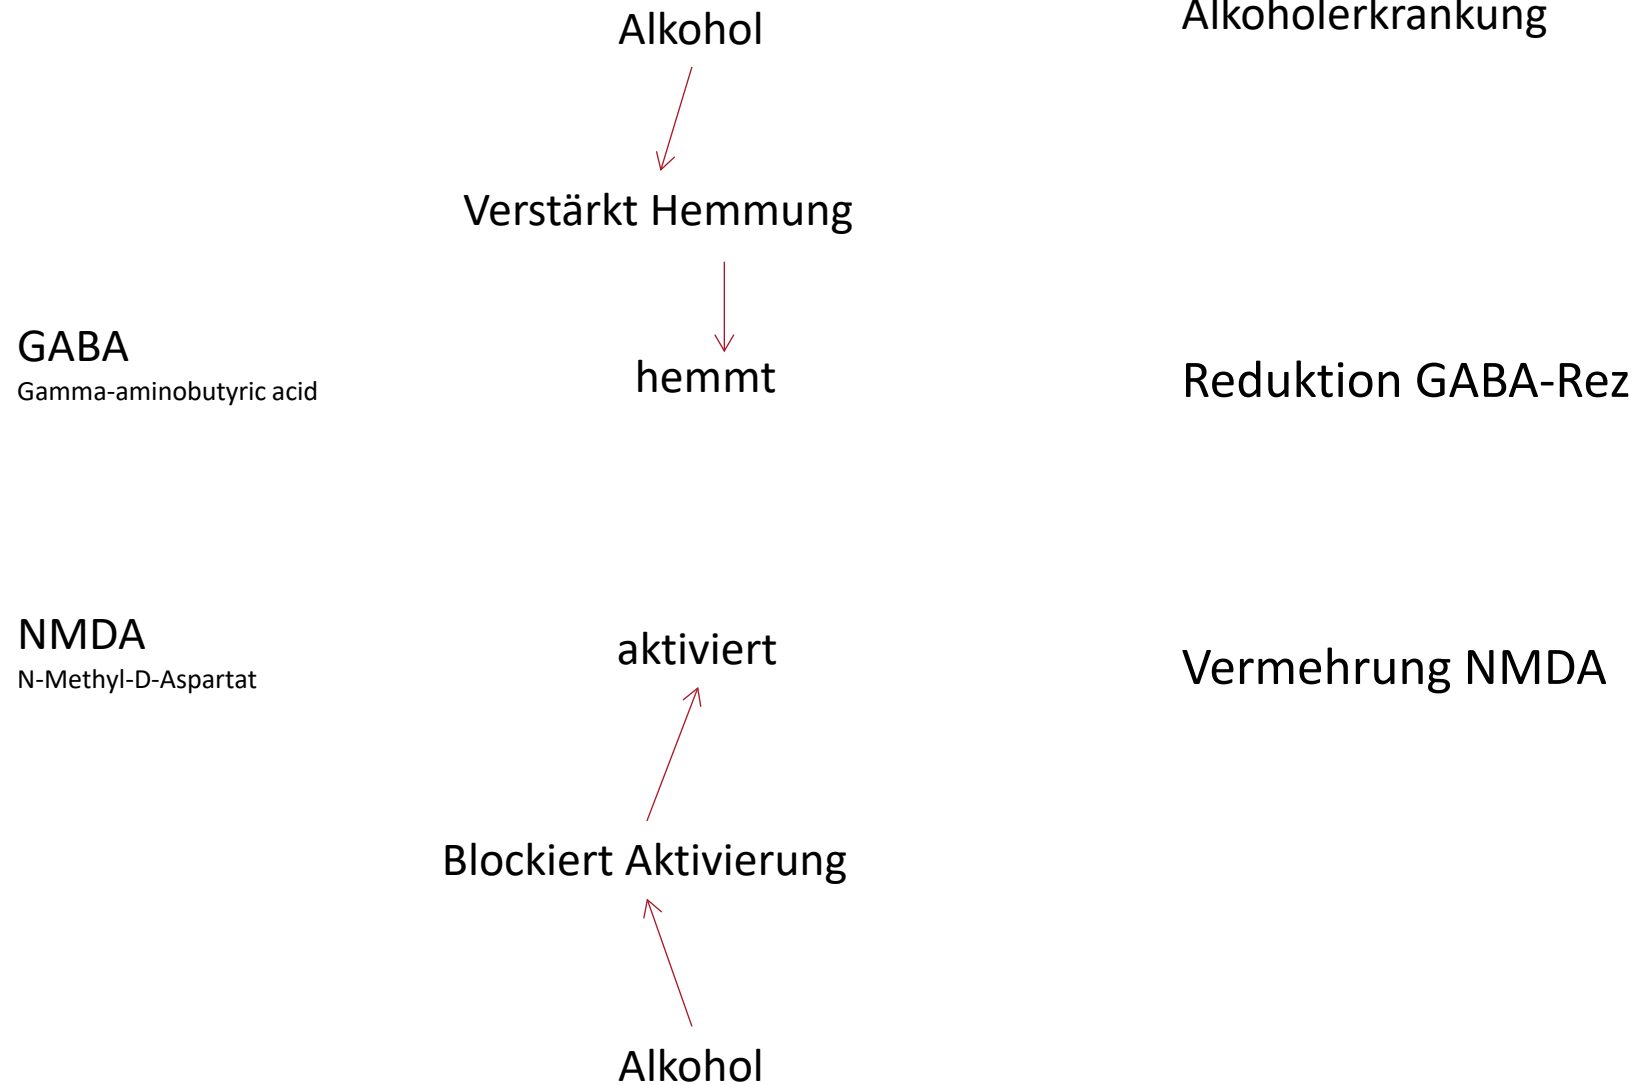 Alkohol
Alkoholerkrankung
Verstärkt Hemmung
GABA
Gamma-aminobutyric acid
hemmt
Reduktion GABA-Rez
NMDA
N-Methyl-D-Aspartat
aktiviert
Vermehrung NMDA
Blockiert Aktivierung
Alkohol